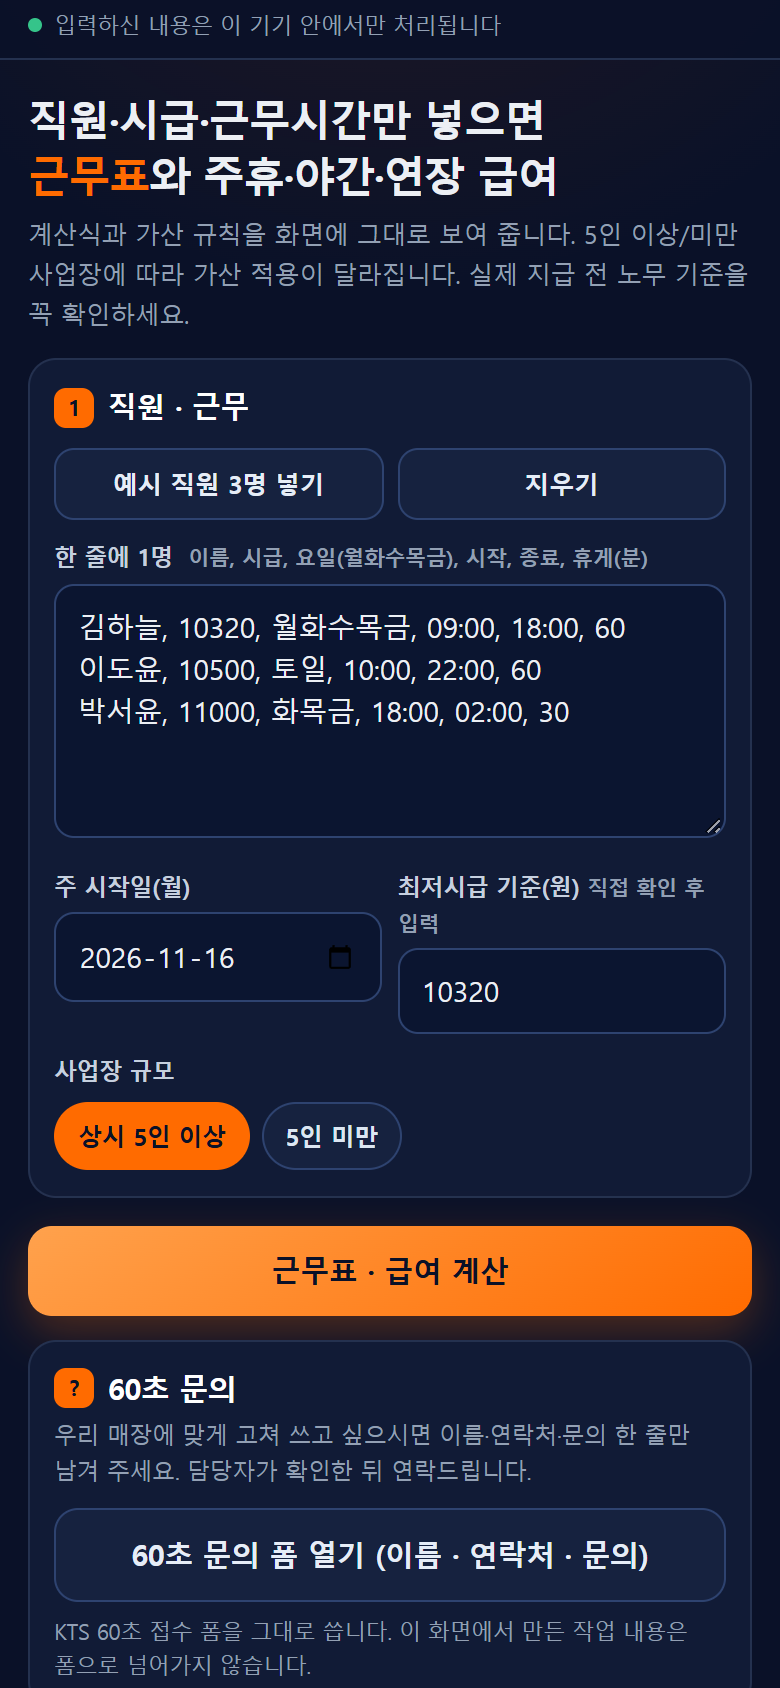 입력하신 내용은 이 기기 안에서만 처리됩니다
직원·시급·근무시간만 넣으면
근무표와 주휴·야간·연장 급여
계산식과 가산 규칙을 화면에 그대로 보여 줍니다. 5인 이상/미만
사업장에 따라 가산 적용이 달라집니다. 실제 지급 전 노무 기준을
꼭 확인하세요.
1 직원 · 근무
예시 직원 3명 넣기 지우기
한 줄에 1명 이름, 시급, 요일(월화수목금), 시작, 종료, 휴게(분)
김하늘, 10320, 월화수목금, 09:00, 18:00, 60
이도윤, 10500, 토일, 10:00, 22:00, 60
박서윤, 11000, 화목금, 18:00, 02:00, 30
주 시작일(월)
2026-11-16
최저시급 기준(원) 직접 확인 후
입력
10320
사업장 규모
상시 5인 이상 5인 미만
근무표 · 급여 계산
? 60초 문의
우리 매장에 맞게 고쳐 쓰고 싶으시면 이름·연락처·문의 한 줄만
남겨 주세요. 담당자가 확인한 뒤 연락드립니다.
60초 문의 폼 열기 (이름 · 연락처 · 문의)
KTS 60초 접수 폼을 그대로 씁니다. 이 화면에서 만든 작업 내용은
폼으로 넘어가지 않습니다.